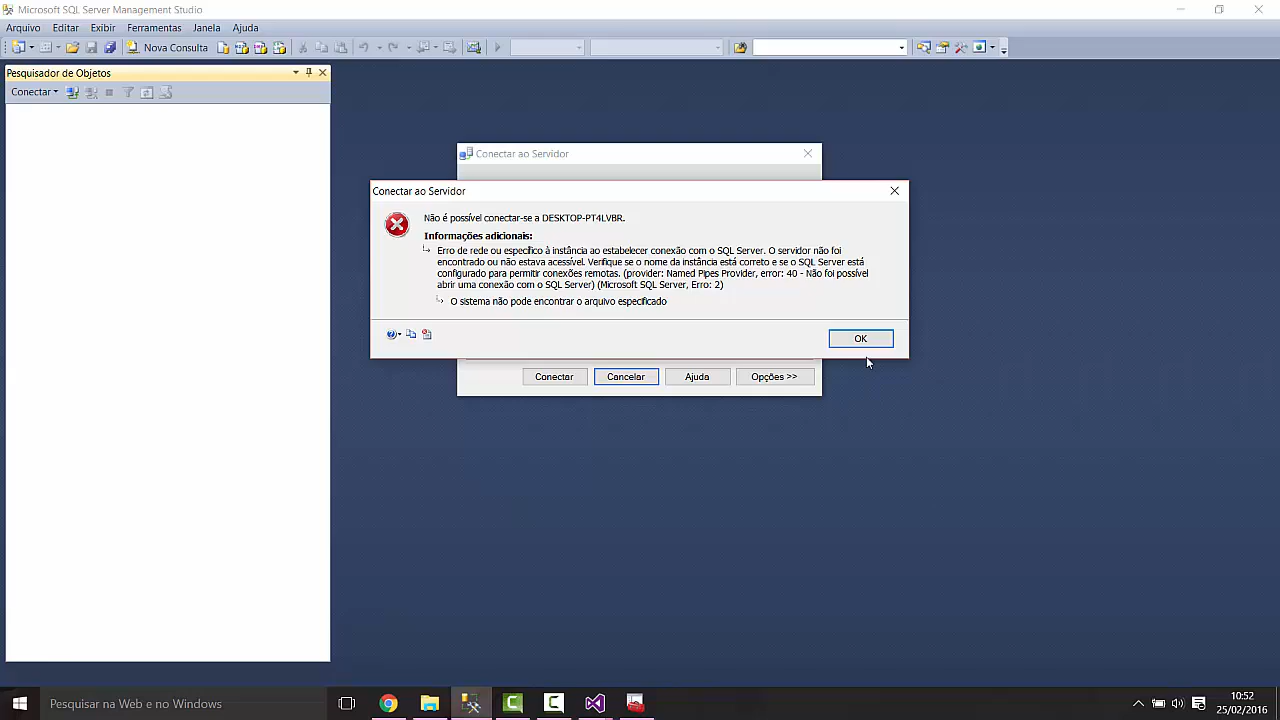 Microsoft SQL Server Management Studio
Arquivo Editar Exibir Ferramentas Janela Ajuda
Nova Consulta
Pesquisador de Objetos
Conectar
Conectar ao Servidor
Conectar ao Servidor
Não é possível conectar-se a DESKTOP-PT4LVBR.
Informações adicionais:
Erro de rede ou específico à instância ao estabelecer conexão com o SQL Server. O servidor não foi
encontrado ou não estava acessível. Verifique se o nome da instância está correto e se o SQL Server está
configurado para permitir conexões remotas. (provider: Named Pipes Provider, error: 40 - Não foi possível
abrir uma conexão com o SQL Server) (Microsoft SQL Server, Erro: 2)
O sistema não pode encontrar o arquivo especificado
OK
Conectar Cancelar Ajuda Opções >>
Pesquisar na Web e no Windows
10:52
25/02/2016